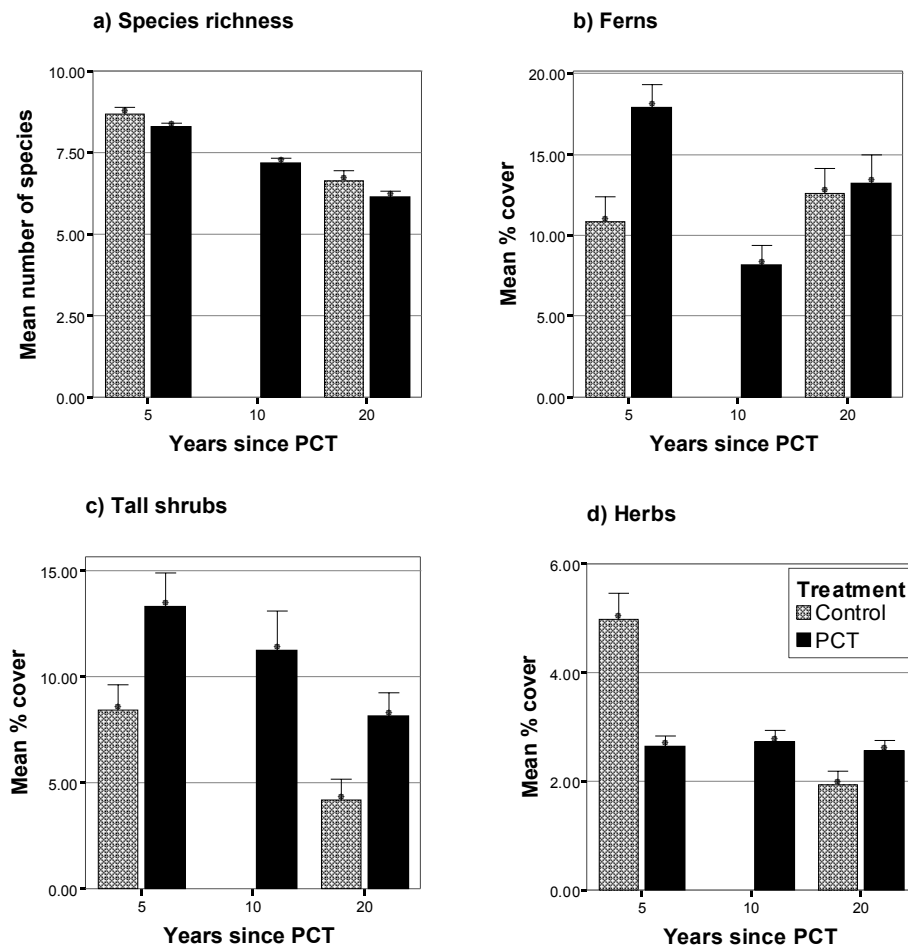 a) Species richness
10.00
7.50
5.00
2.50
0.00
Mean number of species
5 10 20
Years since PCT
b) Ferns
20.00
15.00
10.00
5.00
0.00
Mean % cover
5 10 20
Years since PCT
c) Tall shrubs
15.00
10.00
5.00
0.00
Mean % cover
5 10 20
Years since PCT
d) Herbs
6.00
4.00
2.00
0.00
Mean % cover
Treatment
Control
PCT
5 10 20
Years since PCT